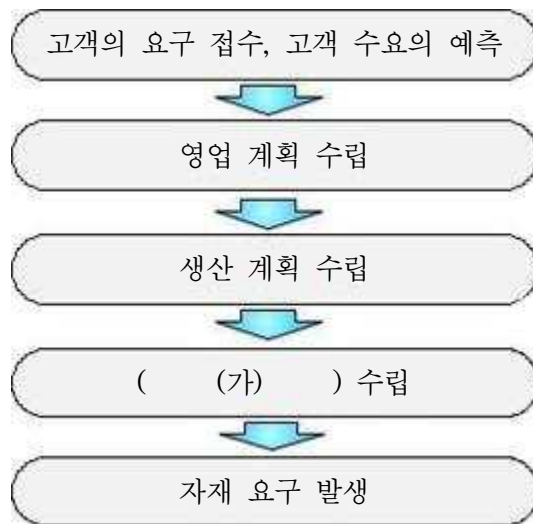 고객의 요구 접수, 고객 수요의 예측
영업 계획 수립
생산 계획 수립
( (가) ) 수립
자재 요구 발생